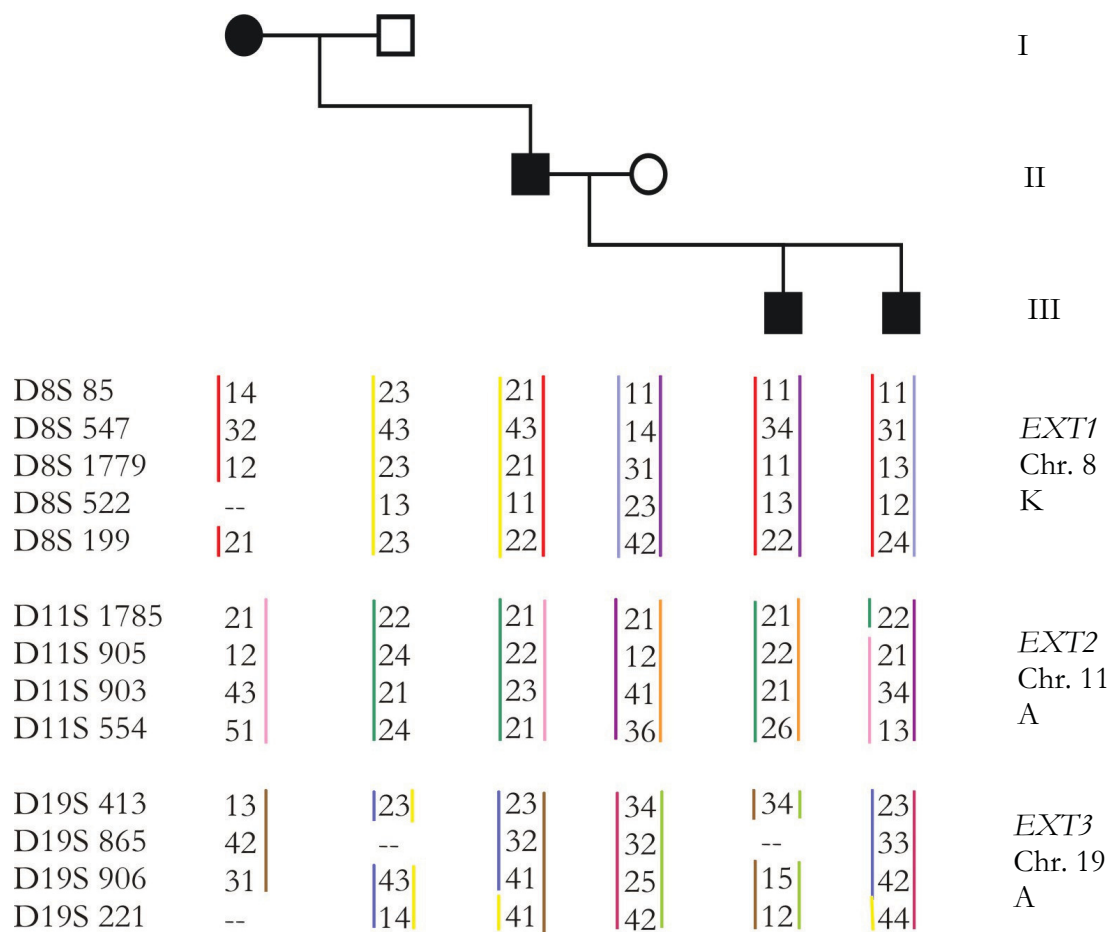 I
II
III
D8S 85 14 23 21 11 11 11
D8S 547 32 43 43 14 34 31 EXT1
D8S 1779 12 23 21 31 11 13 Chr. 8
D8S 522 -- 13 11 23 13 12 K
D8S 199 21 23 22 42 22 24
D11S 1785 21 22 21 21 21 22
D11S 905 12 24 22 12 22 21 EXT2
D11S 903 43 21 23 41 21 34 Chr. 11
D11S 554 51 24 21 36 26 13 A
D19S 413 13 23 23 34 34 23
D19S 865 42 -- 32 32 -- 33 EXT3
D19S 906 31 43 41 25 15 42 Chr. 19
D19S 221 -- 14 41 42 12 44 A